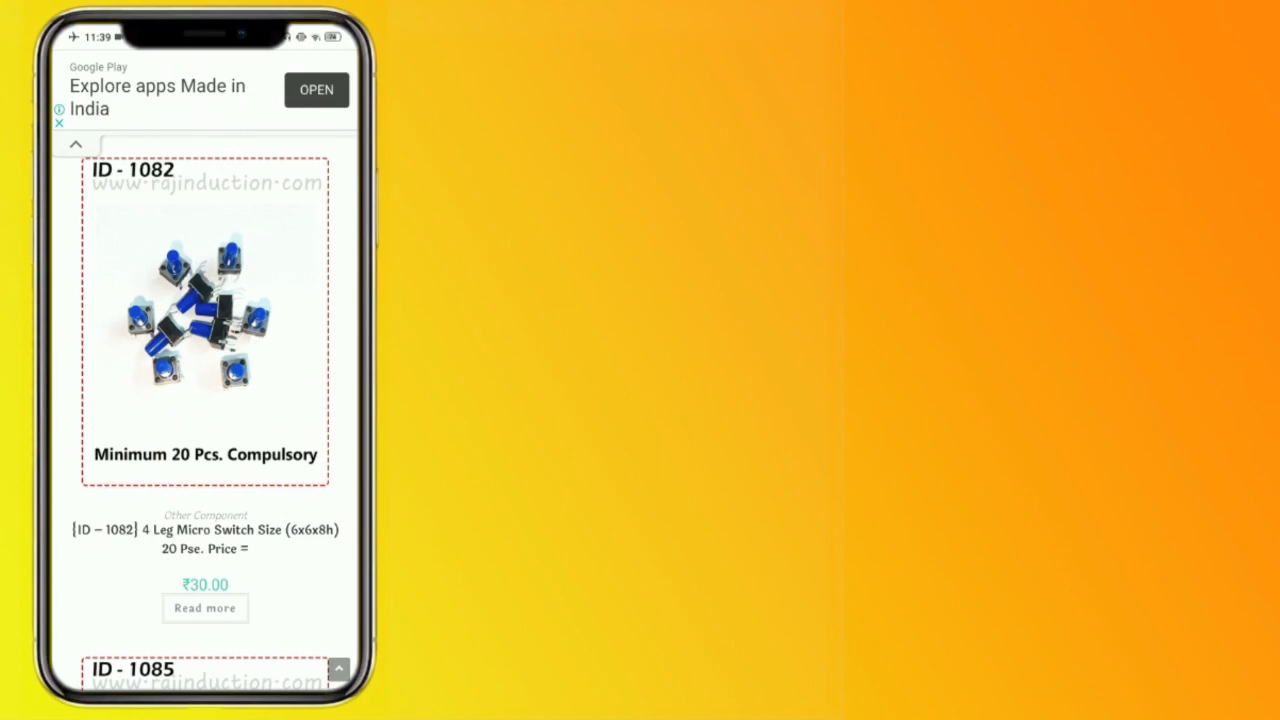 11:39
74
Google Play
Explore apps Made in
India
OPEN
ID - 1082
www.rajinduction.com
Minimum 20 Pcs. Compulsory
Other Component
{ID – 1082} 4 Leg Micro Switch Size (6x6x8h)
20 Pse. Price =
₹30.00
Read more
ID - 1085
www.rajinduction.com